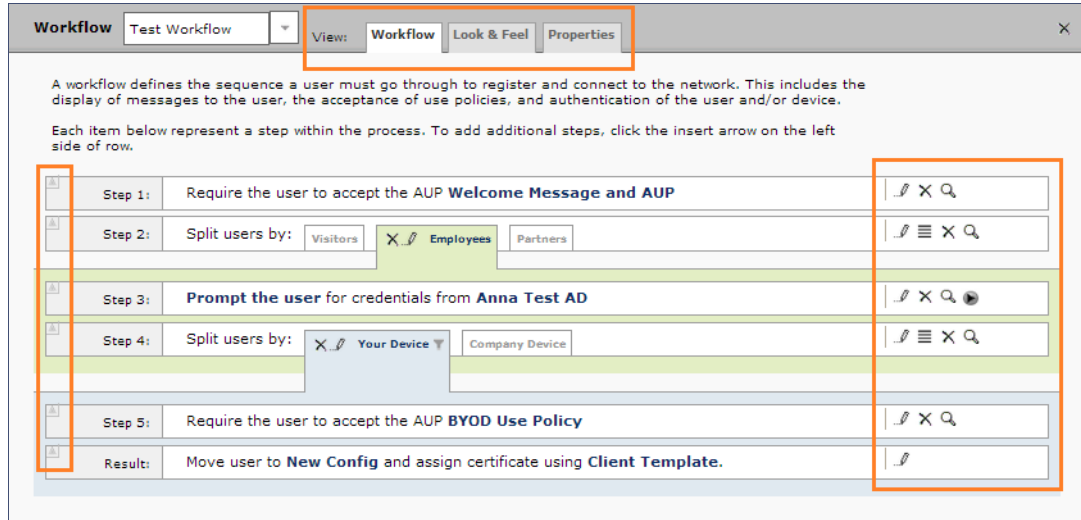 Workflow Test Workflow View: Workflow Look & Feel Properties
A workflow defines the sequence a user must go through to register and connect to the network. This includes the
display of messages to the user, the acceptance of use policies, and authentication of the user and/or device.
Each item below represent a step within the process. To add additional steps, click the insert arrow on the left
side of row.
Step 1: Require the user to accept the AUP Welcome Message and AUP
Step 2: Split users by: Visitors Employees Partners
Step 3: Prompt the user for credentials from Anna Test AD
Step 4: Split users by: Your Device Company Device
Step 5: Require the user to accept the AUP BYOD Use Policy
Result: Move user to New Config and assign certificate using Client Template.